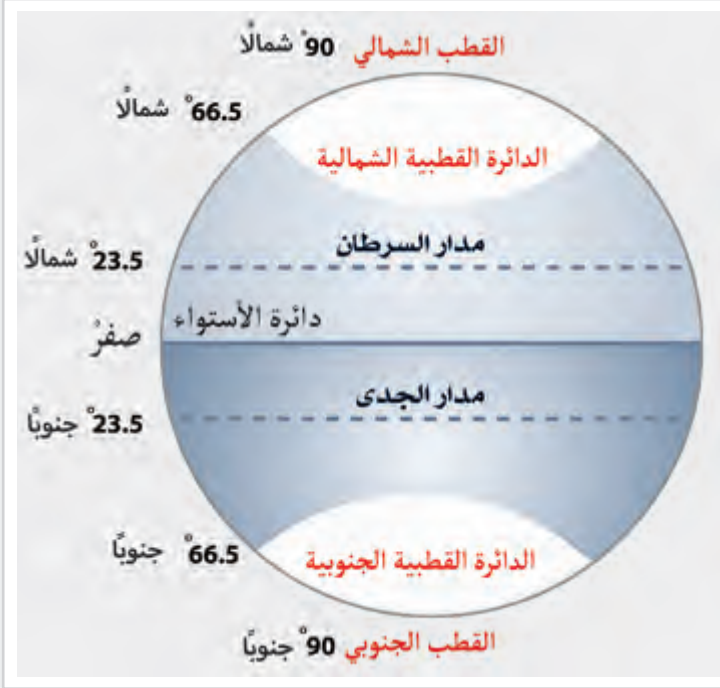 القطب الشمالي 90° شمالًا
66.5° شمالًا
الدائرة القطبية الشمالية
مدار السرطان
23.5° شمالًا
دائرة الأستواء
صفرْ
مدار الجدى
23.5° جنوبًا
66.5° جنوبًا
الدائرة القطبية الجنوبية
القطب الجنوبي 90° جنوبًا